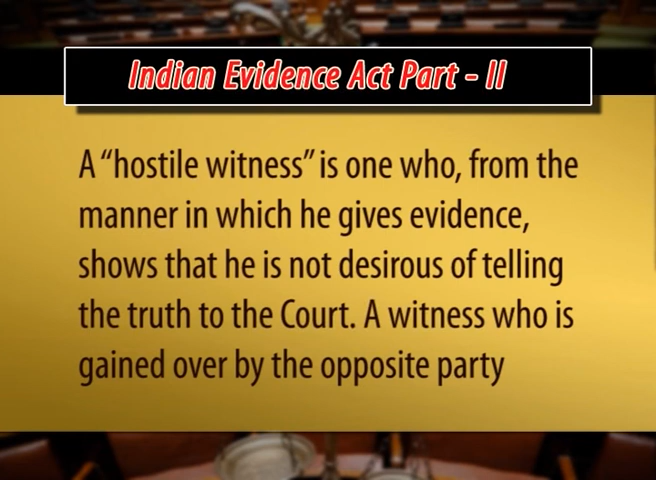 Indian Evidence Act Part - II
A “hostile witness” is one who, from the
manner in which he gives evidence,
shows that he is not desirous of telling
the truth to the Court. A witness who is
gained over by the opposite party